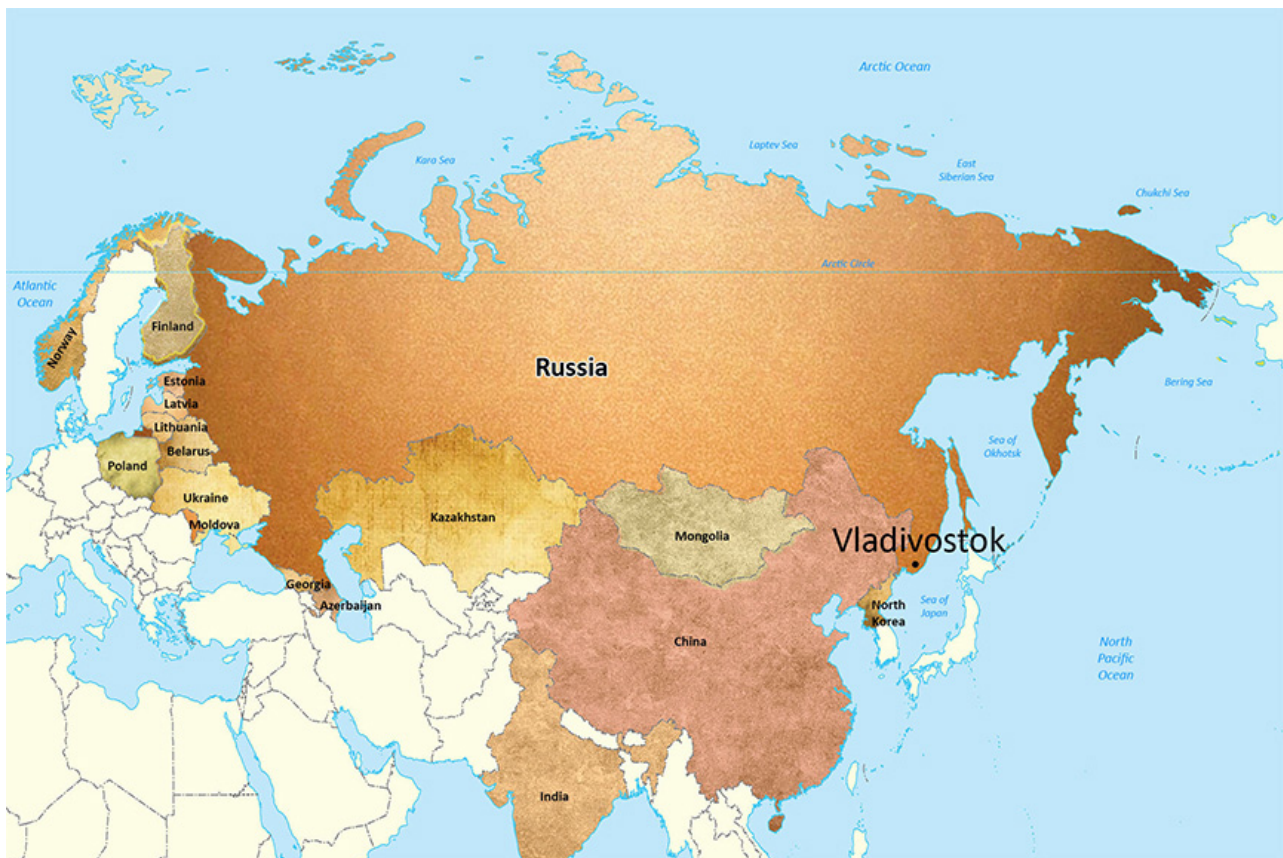 Arctic Ocean
Kara Sea
Laptev Sea
East
Siberian Sea
Chukchi Sea
Arctic Circle
Atlantic
Ocean
Norway
Finland
Russia
Bering Sea
Estonia
Latvia
Lithuania
Belarus
Poland
Sea of
Okhotsk
Ukraine
Moldova
Kazakhstan
Mongolia
Vladivostok
Georgia
Azerbaijan
North
Korea
Sea of
Japan
China
North
Pacific
Ocean
India